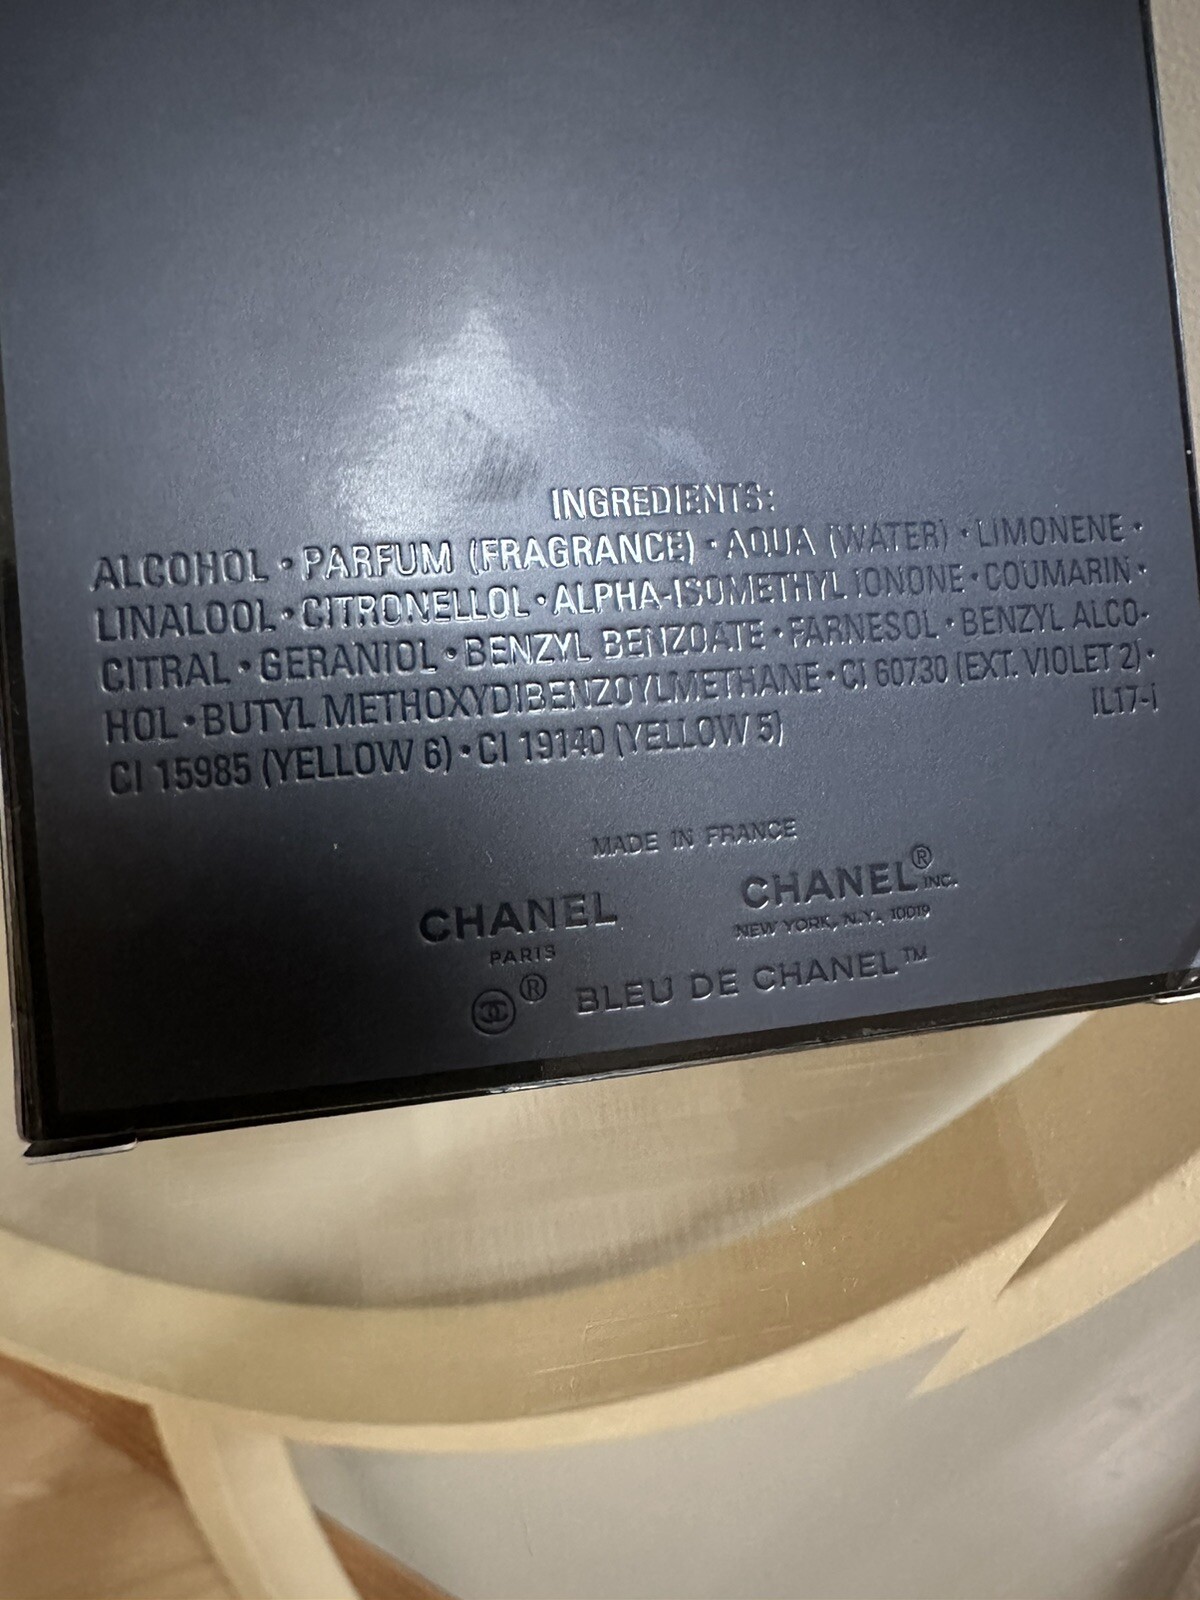 INGREDIENTS:
ALCOHOL • PARFUM (FRAGRANCE) • AQUA (WATER) • LIMONENE •
LINALOOL • CITRONELLOL • ALPHA-ISOMETHYL IONONE • COUMARIN •
CITRAL • GERANIOL • BENZYL BENZOATE • FARNESOL • BENZYL ALCO-
HOL • BUTYL METHOXYDIBENZOYLMETHANE • CI 60730 (EXT. VIOLET 2) •
CI 15985 (YELLOW 6) • CI 19140 (YELLOW 5)
IL17-i
MADE IN FRANCE
CHANEL
PARIS
CHANEL® INC.
NEW YORK, N.Y. 10019
® BLEU DE CHANEL™